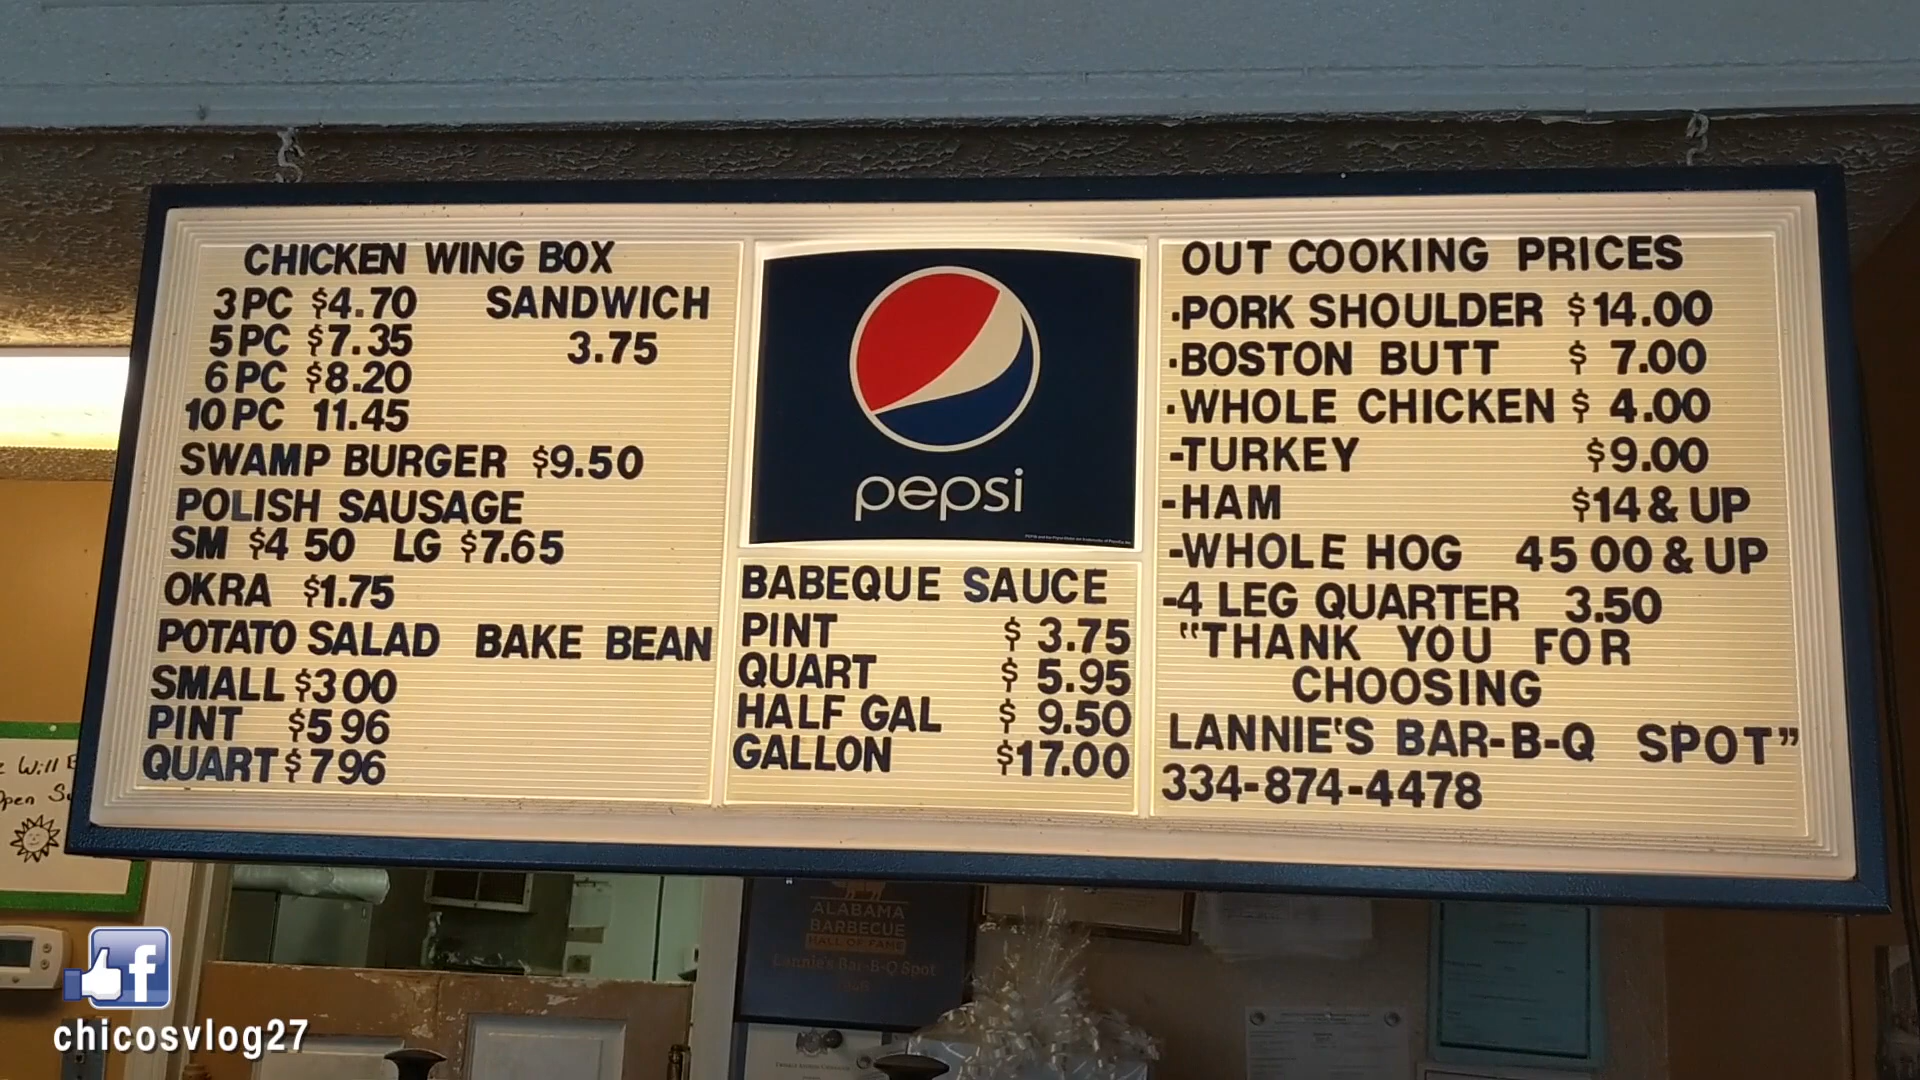 CHICKEN WING BOX
3 PC $4.70 SANDWICH
5 PC $7.35 3.75
6 PC $8.20
10 PC 11.45
SWAMP BURGER $9.50
POLISH SAUSAGE
SM $4 50 LG $7.65
OKRA $1.75
POTATO SALAD BAKE BEAN
SMALL $3 00
PINT $5 96
QUART $7 96
pepsi
BABEQUE SAUCE
PINT $ 3.75
QUART $ 5.95
HALF GAL $ 9.50
GALLON $17.00
OUT COOKING PRICES
·PORK SHOULDER $14.00
·BOSTON BUTT $ 7.00
·WHOLE CHICKEN $ 4.00
-TURKEY $9.00
-HAM $14 & UP
-WHOLE HOG 45 00 & UP
-4 LEG QUARTER 3.50
"THANK YOU FOR
CHOOSING
LANNIE'S BAR-B-Q SPOT"
334-874-4478
Will
Open
ALABAMA
BARBECUE
HALL OF FAME
Lannie's Bar-B-Q Spot
f
chicosvlog27